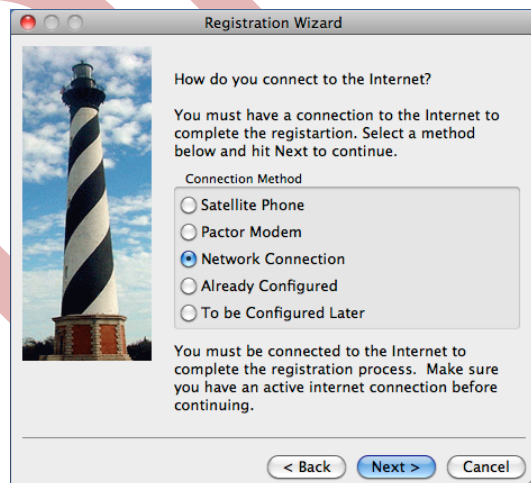 Registration Wizard
How do you connect to the Internet?
You must have a connection to the Internet to
complete the registartion. Select a method
below and hit Next to continue.
Connection Method
Satellite Phone
Pactor Modem
Network Connection
Already Configured
To be Configured Later
You must be connected to the Internet to
complete the registration process.  Make sure
you have an active internet connection before
continuing.
< Back
Next >
Cancel